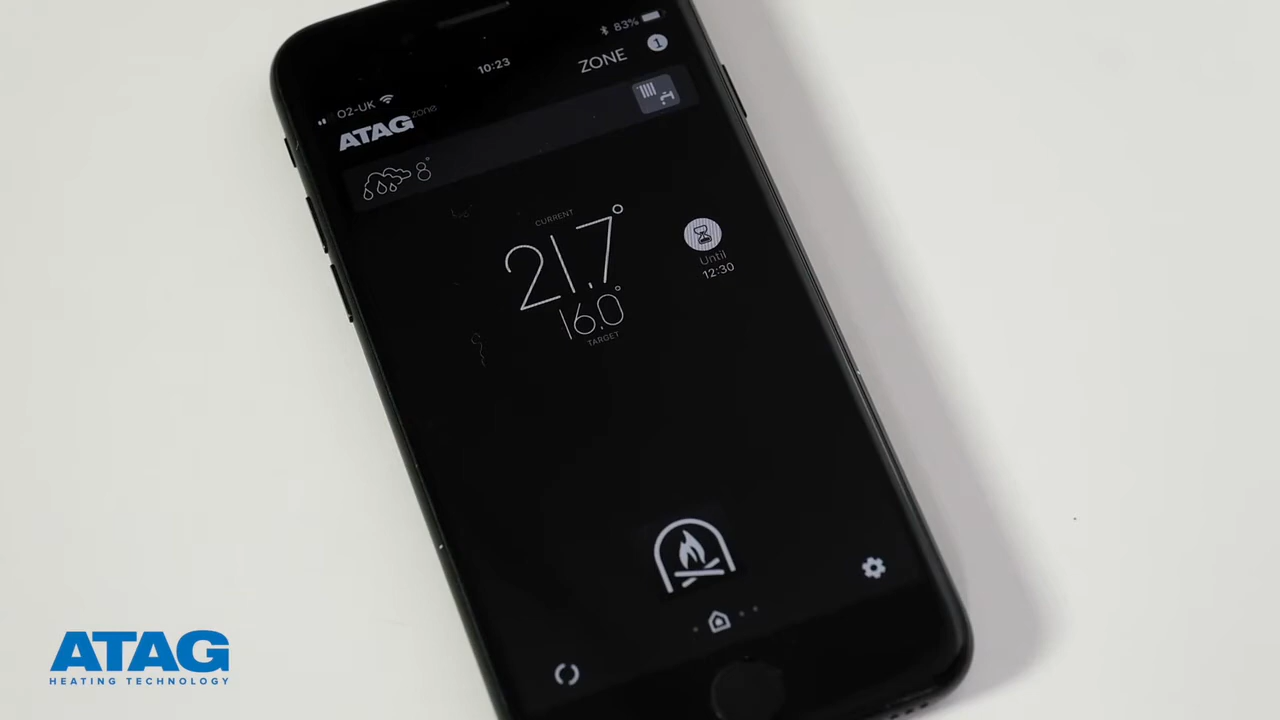 O2-UK
10:23
83%
ATAG zone
ZONE 1
8°
CURRENT
21.7°
16.0°
TARGET
Until
12:30
ATAG
HEATING TECHNOLOGY